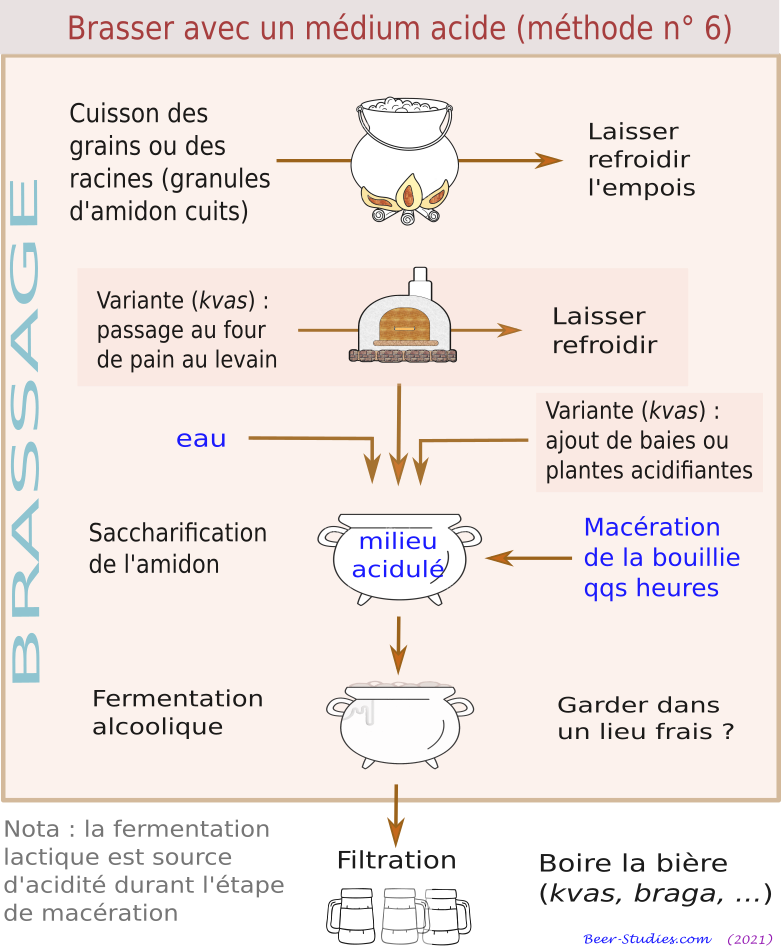 Brasser avec un médium acide (méthode n° 6)
BRASSAGE
Cuisson des
grains ou des
racines (granules
d'amidon cuits)
Laisser
refroidir
l'empois
Variante (kvas) :
passage au four
de pain au levain
Laisser
refroidir
eau
Variante (kvas) :
ajout de baies ou
plantes acidifiantes
Saccharification
de l'amidon
milieu
acidulé
Macération
de la bouillie
qqs heures
Fermentation
alcoolique
Garder dans
un lieu frais ?
Nota : la fermentation
lactique est source
d'acidité durant l'étape
de macération
Filtration
Boire la bière
(kvas, braga, ...)
Beer-Studies.com (2021)